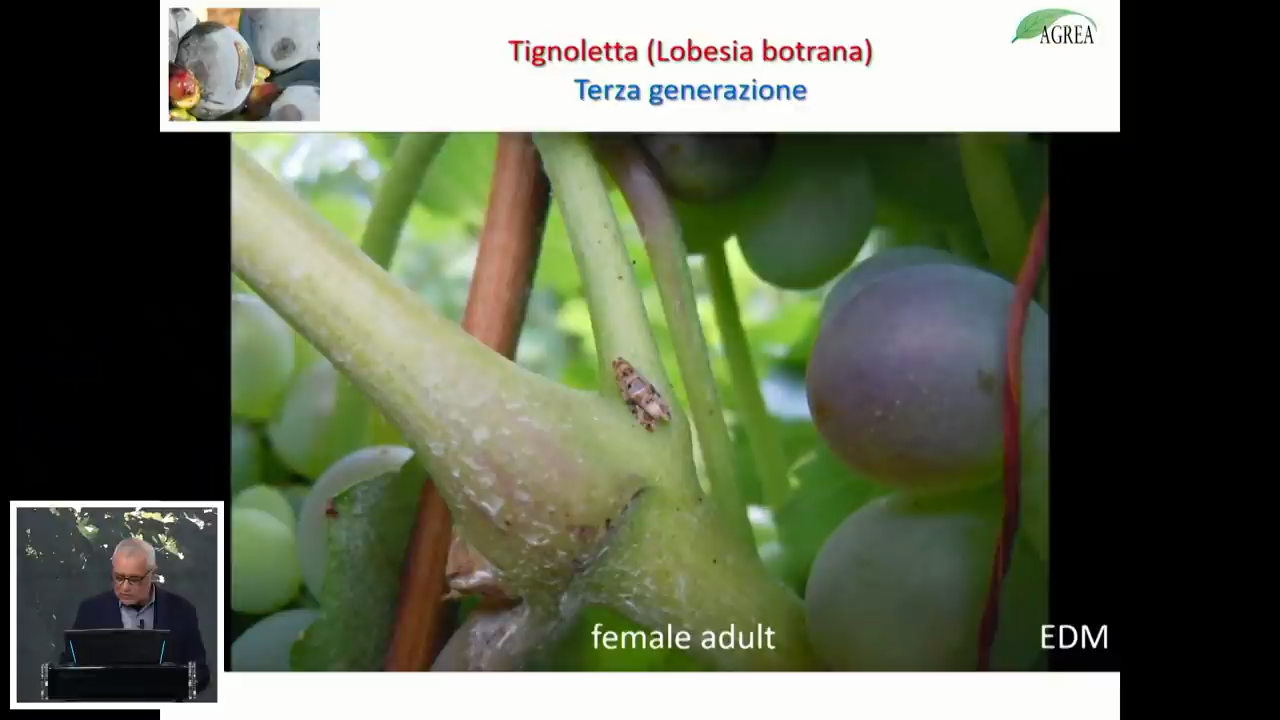 Tignoletta (Lobesia botrana)
Terza generazione
AGREA
female adult
EDM